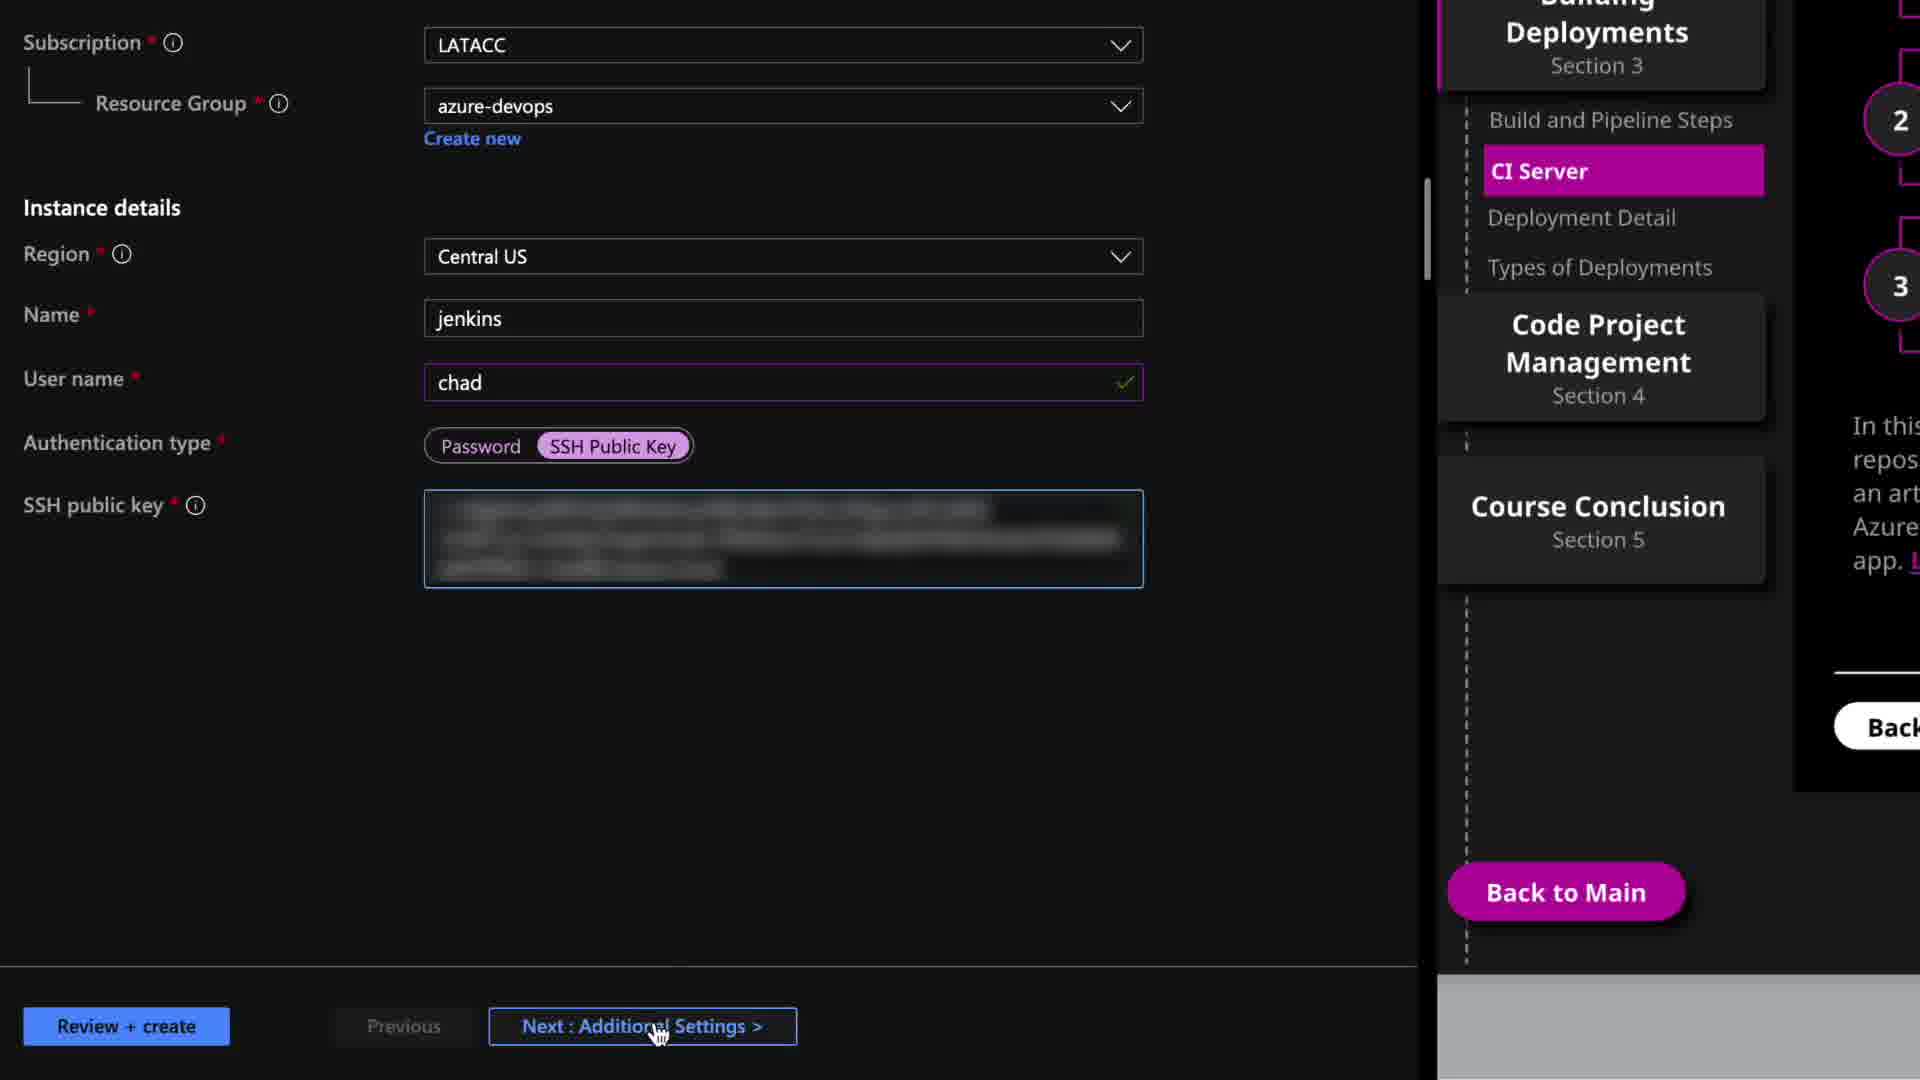 Subscription *
LATACC
Resource Group *
azure-devops
Create new
Instance details
Region *
Central US
Name *
jenkins
User name *
chad
Authentication type *
Password
SSH Public Key
SSH public key *
Review + create
Previous
Next : Additional Settings >
Building
Deployments
Section 3
Build and Pipeline Steps
CI Server
Deployment Detail
Types of Deployments
Code Project
Management
Section 4
Course Conclusion
Section 5
Back to Main
2
3
In this
repos
an art
Azure
app.
Back